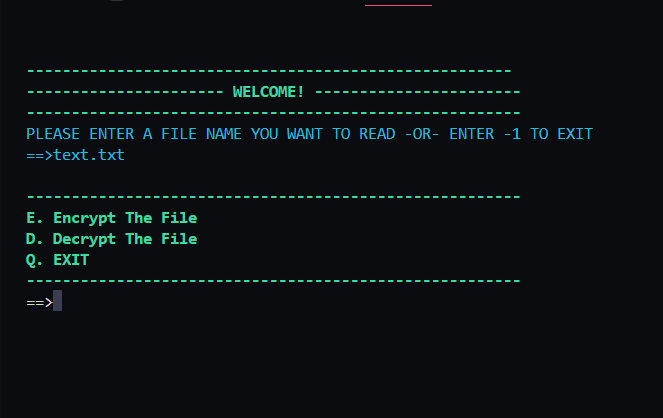 ------------------------------------------------------
---------------------- WELCOME! -----------------------
-------------------------------------------------------
PLEASE ENTER A FILE NAME YOU WANT TO READ -OR- ENTER -1 TO EXIT
==>text.txt
-------------------------------------------------------
E. Encrypt The File
D. Decrypt The File
Q. EXIT
-------------------------------------------------------
==>